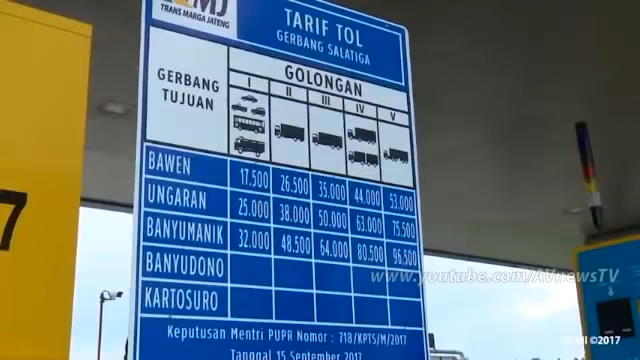 MJ
TRANS MARGA JATENG
TARIF TOL
GERBANG SALATIGA
GERBANG TUJUAN
GOLONGAN
I II III IV V
BAWEN 17.500 26.500 35.000 44.000 53.000
UNGARAN 25.000 38.000 50.000 63.000 75.500
BANYUMANIK 32.000 48.500 64.000 80.500 96.500
BANYUDONO
KARTOSURO
Keputusan Mentri PUPR Nomor : 718/KPTS/M/2017
Tanggal 15 September 2017
7
www.youtube.com/AVnewsTV
©2017